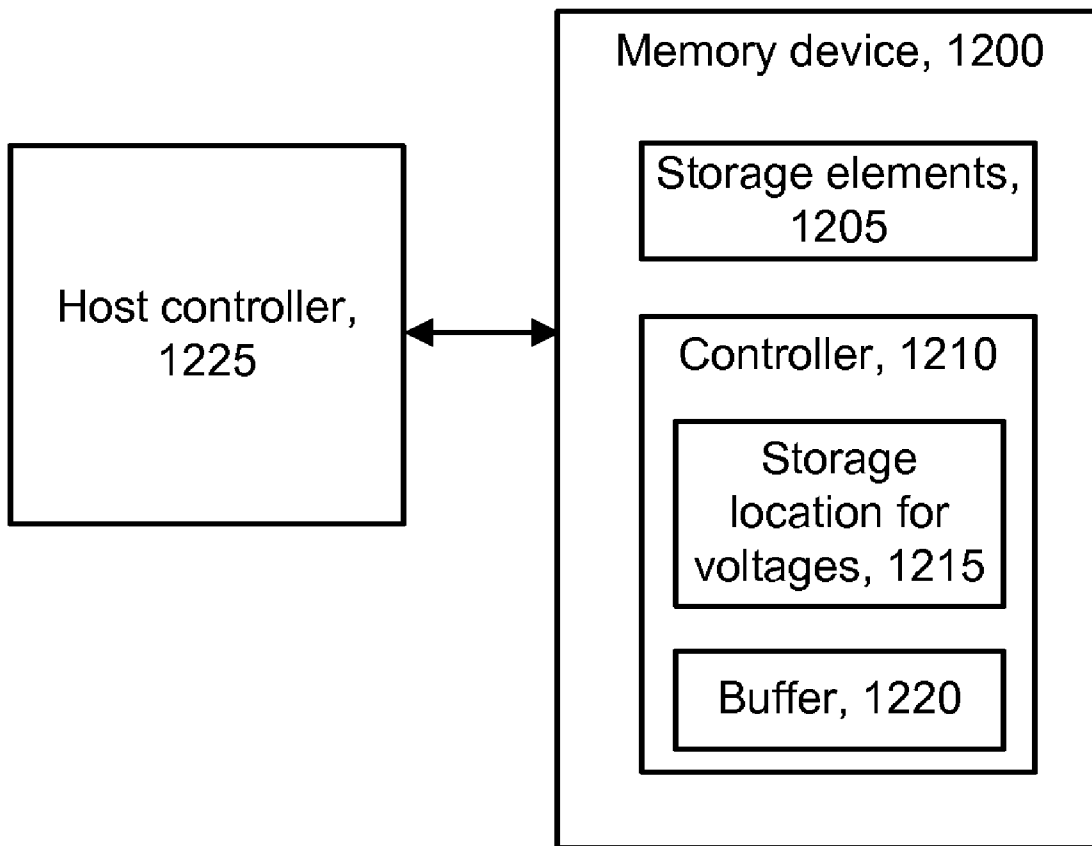 Memory device, 1200
Storage elements,
1205
Host controller,
1225
Controller, 1210
Storage
location for
voltages, 1215
Buffer, 1220